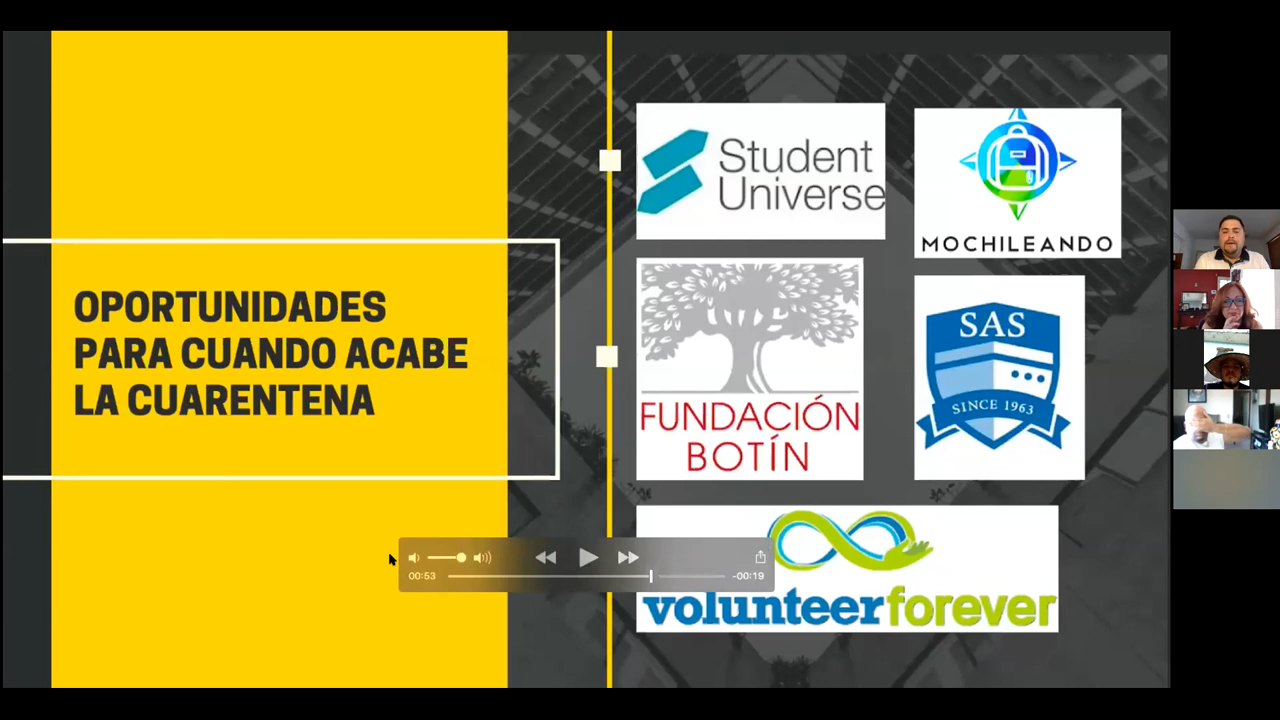 OPORTUNIDADES
PARA CUANDO ACABE
LA CUARENTENA
Student
Universe
MOCHILEANDO
FUNDACIÓN
BOTÍN
SAS
SINCE 1963
volunteerforever
00:53
-00:19